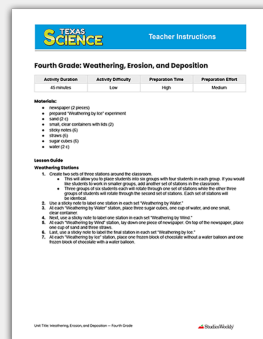 TEXAS
SCIENCE
Teacher Instructions
Fourth Grade: Weathering, Erosion, and Deposition
Activity Duration Activity Difficulty Preparation Time Preparation Effort
45 minutes Low High Medium
Materials:
● newspaper (2 pieces)
● prepared "Weathering by Ice" experiment
● sand (2 c)
● small, clear containers with lids (2)
● sticky notes (6)
● straws (6)
● sugar cubes (6)
● water (2 c)
Lesson Guide
Weathering Stations
1. Create two sets of three stations around the classroom.
● This will allow you to place students into six groups with four students in each group. If you would
like students to work in smaller groups, add another set of stations in the classroom.
● Three groups of six students each will rotate through one set of stations while the other three
groups of students will rotate through the second set of stations. Each set of stations will
be identical.
2. Use a sticky note to label one station in each set "Weathering by Water."
3. At each "Weathering by Water" station, place three sugar cubes, one cup of water, and one small,
clear container.
4. Next, use a sticky note to label one station in each set "Weathering by Wind."
5. At each "Weathering by Wind" station, lay down one piece of newspaper. On top of the newspaper, place
one cup of sand and three straws.
6. Last, use a sticky note to label the final station in each set "Weathering by Ice."
7. At each "Weathering by Ice" station, place one frozen block of chocolate without a water balloon and one
frozen block of chocolate with a water balloon.
Unit Title: Weathering, Erosion, and Deposition — Fourth Grade
StudiesWeekly